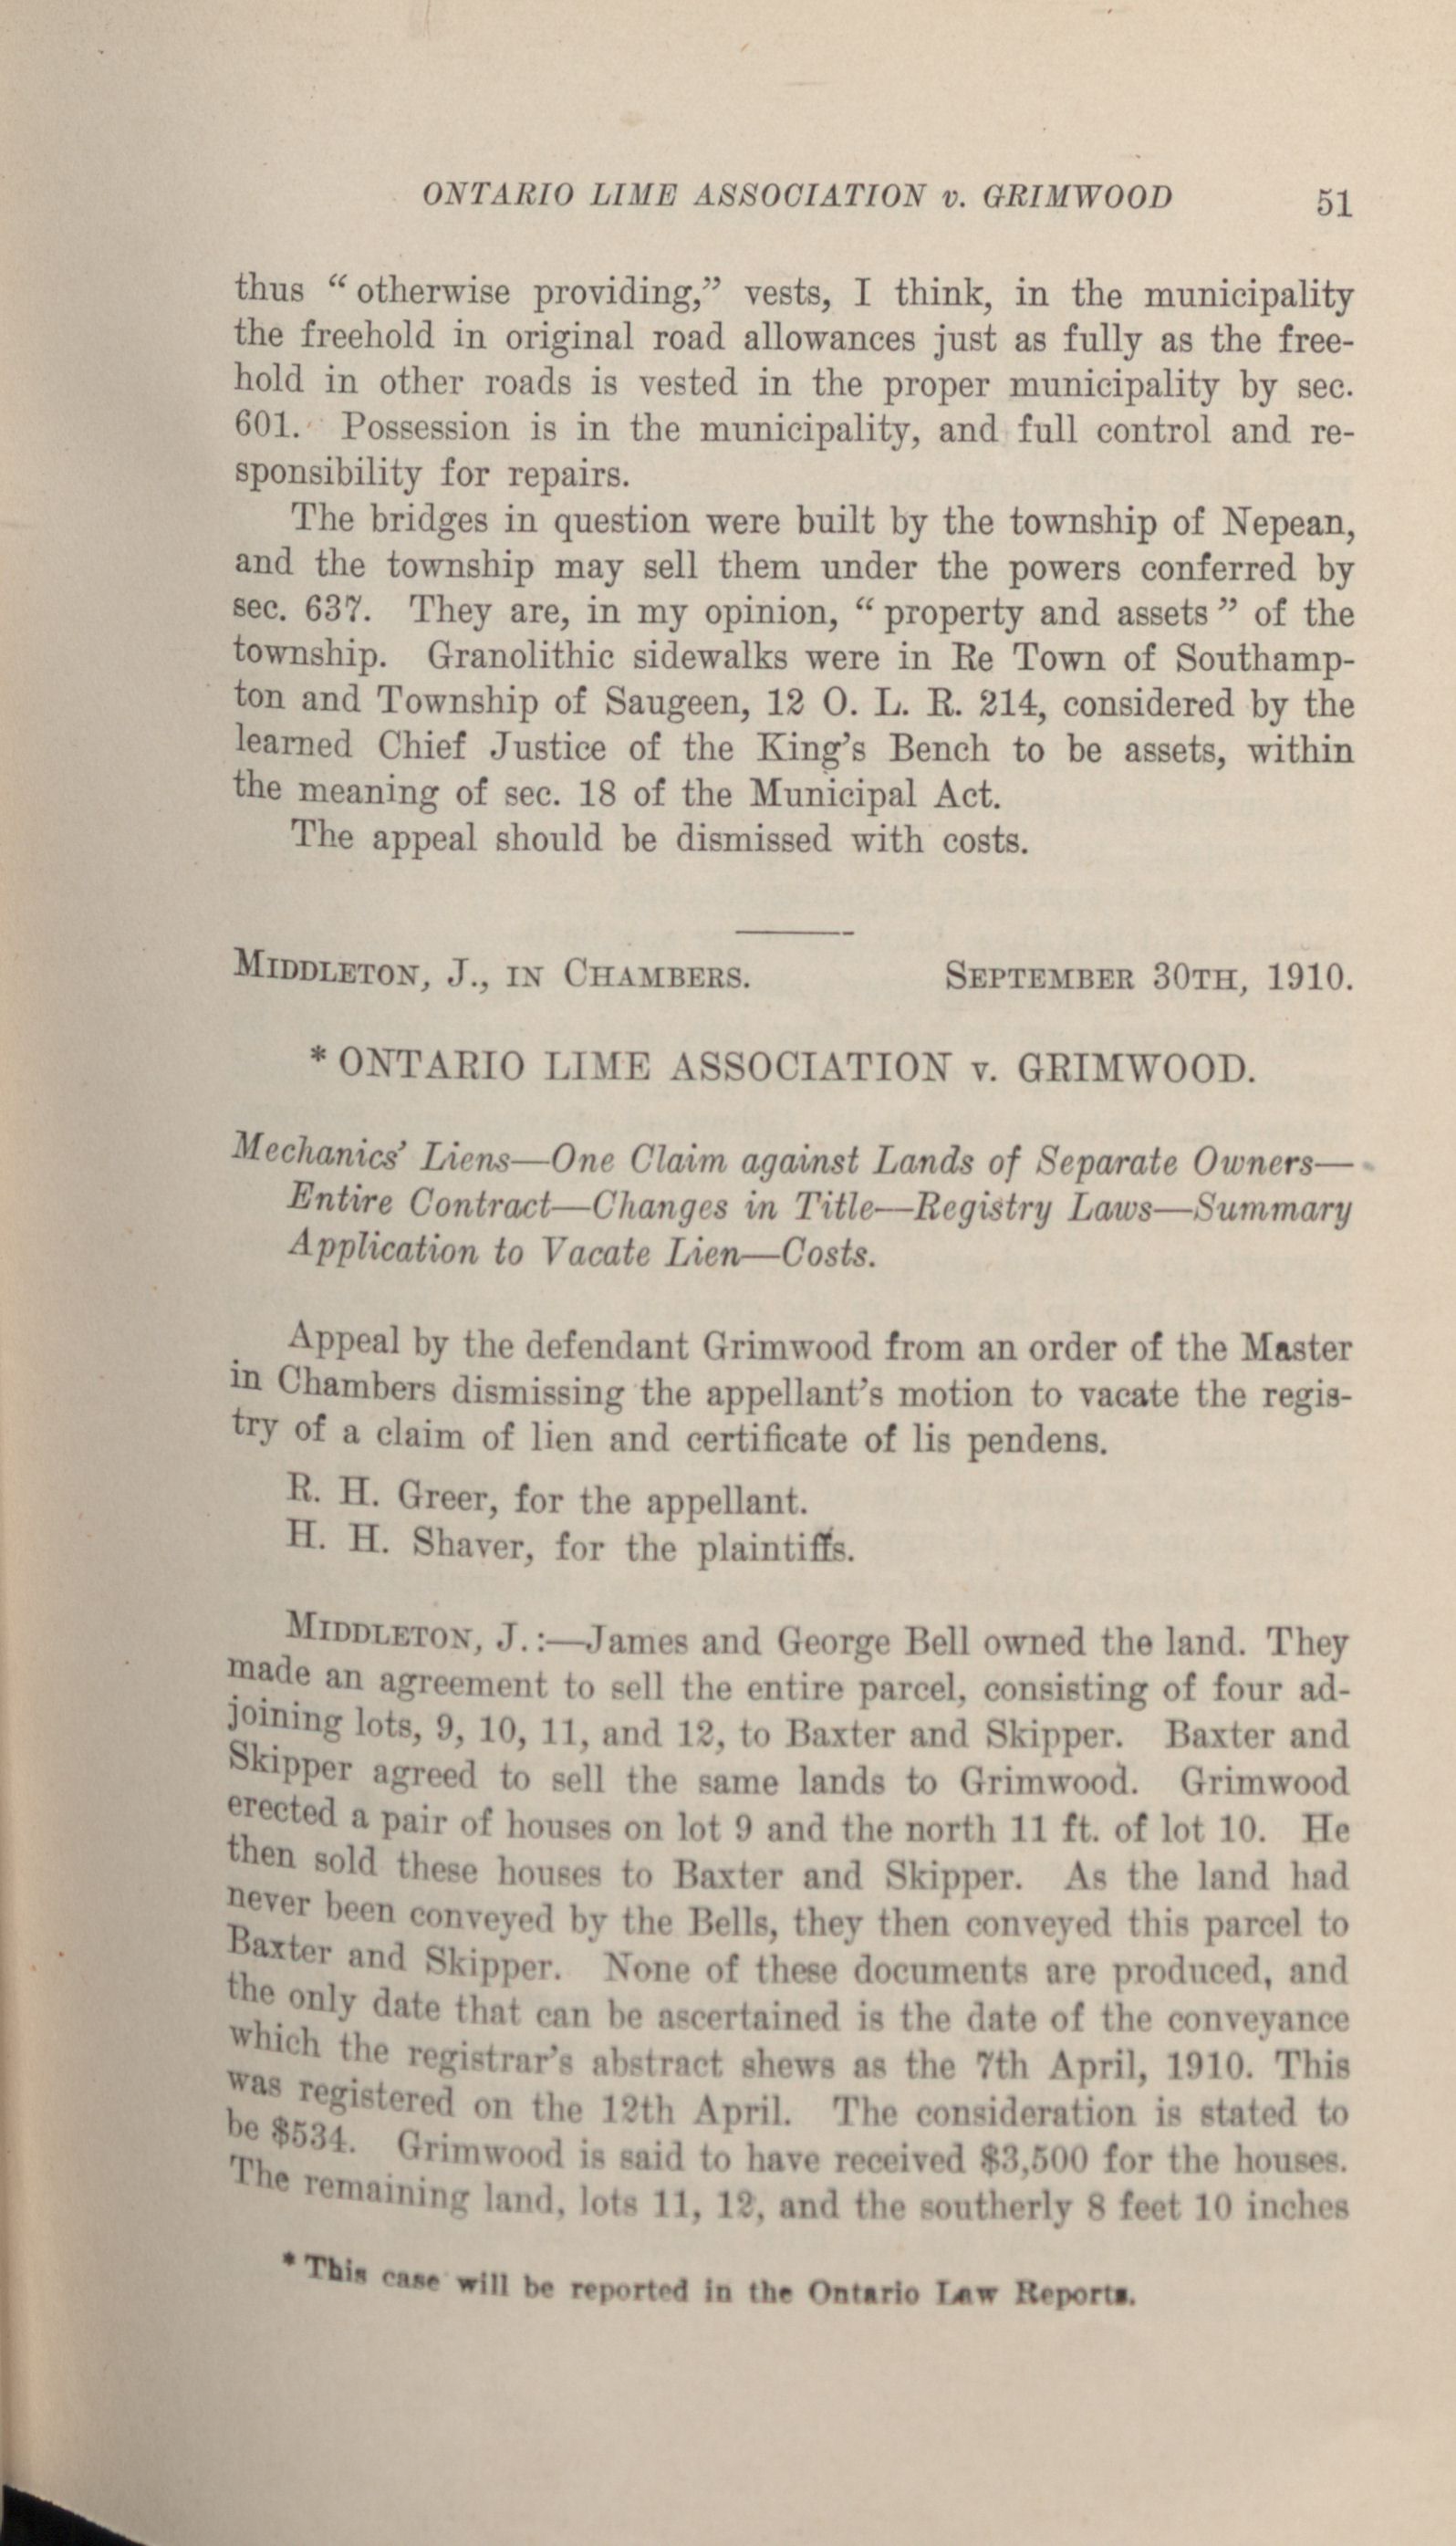 ONTARIO LIME ASSOCIATION v. GRIMWOOD 51
thus “ otherwise providing,” vests, I think, in the municipality
the freehold in original road allowances just as fully as the free-
hold in other roads is vested in the proper municipality by sec.
601. Possession is in the municipality, and full control and re-
sponsibility for repairs.
The bridges in question were built by the township of Nepean,
and the township may sell them under the powers conferred by
sec. 637. They are, in my opinion, “ property and assets ” of the
township. Granolithic sidewalks were in Re Town of Southamp-
ton and Township of Saugeen, 12 O. L. R. 214, considered by the
learned Chief Justice of the King’s Bench to be assets, within
the meaning of sec. 18 of the Municipal Act.
The appeal should be dismissed with costs.
MIDDLETON, J., IN CHAMBERS. SEPTEMBER 30TH, 1910.
* ONTARIO LIME ASSOCIATION v. GRIMWOOD.
Mechanics’ Liens—One Claim against Lands of Separate Owners—
Entire Contract—Changes in Title—Registry Laws—Summary
Application to Vacate Lien—Costs.
Appeal by the defendant Grimwood from an order of the Master
in Chambers dismissing the appellant’s motion to vacate the regis-
try of a claim of lien and certificate of lis pendens.
R. H. Greer, for the appellant.
H. H. Shaver, for the plaintiffs.
MIDDLETON, J.:—James and George Bell owned the land. They
made an agreement to sell the entire parcel, consisting of four ad-
joining lots, 9, 10, 11, and 12, to Baxter and Skipper. Baxter and
Skipper agreed to sell the same lands to Grimwood. Grimwood
erected a pair of houses on lot 9 and the north 11 ft. of lot 10. He
then sold these houses to Baxter and Skipper. As the land had
never been conveyed by the Bells, they then conveyed this parcel to
Baxter and Skipper. None of these documents are produced, and
the only date that can be ascertained is the date of the conveyance
which the registrar’s abstract shews as the 7th April, 1910. This
was registered on the 12th April. The consideration is stated to
be $534. Grimwood is said to have received $3,500 for the houses.
The remaining land, lots 11, 12, and the southerly 8 feet 10 inches
* This case will be reported in the Ontario Law Reports.